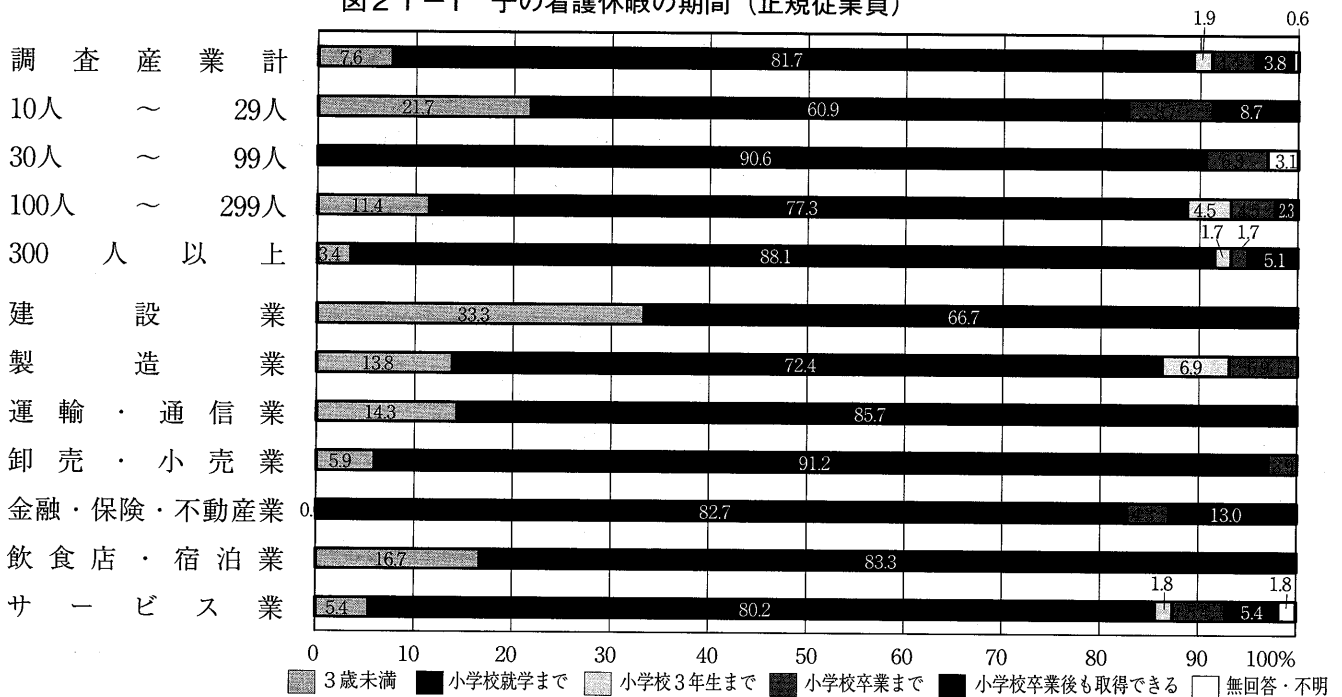 図21－1 子の看護休暇の期間（正規従業員）
1.9 0.6
調査産業計 7.6 81.7 3.8
10人～29人 21.7 60.9 8.7
30人～99人 90.6 3.1
100人～299人 11.4 77.3 4.5 2.3
1.7 1.7
300人以上 3.4 88.1 5.1
建設業 33.3 66.7
製造業 13.8 72.4 6.9
運輸・通信業 14.3 85.7
卸売・小売業 5.9 91.2
金融・保険・不動産業 0. 82.7 13.0
飲食店・宿泊業 16.7 83.3
1.8 1.8
サービス業 5.4 80.2 5.4
0 10 20 30 40 50 60 70 80 90 100%
3歳未満 小学校就学まで 小学校3年生まで 小学校卒業まで 小学校卒業後も取得できる 無回答・不明